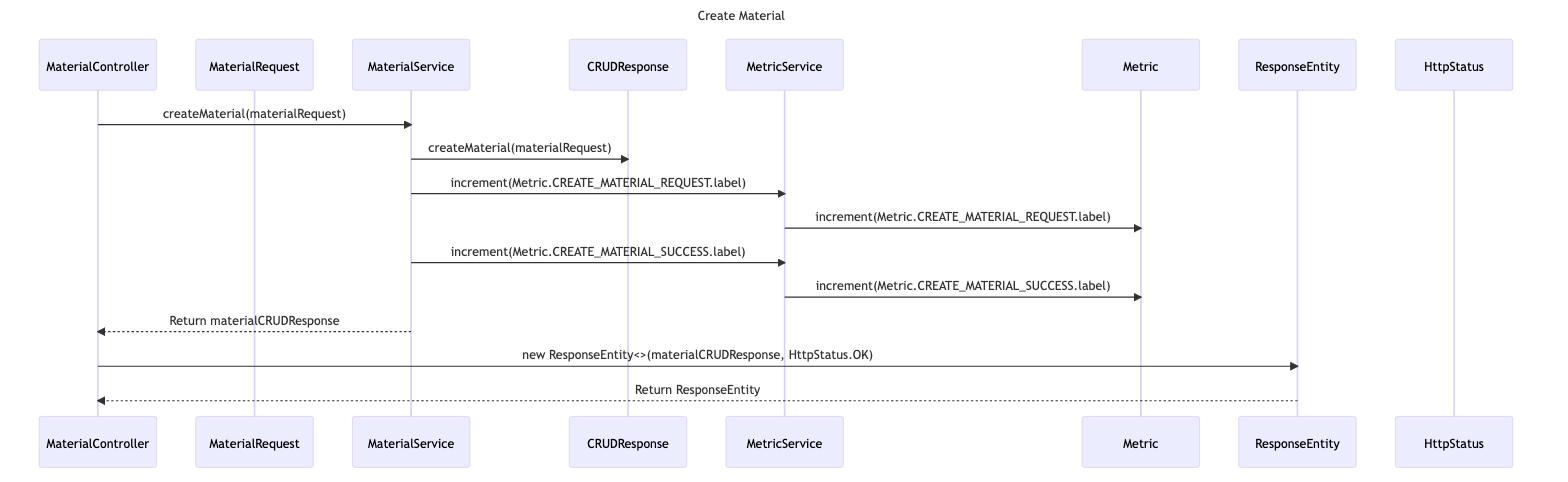 Create Material
MaterialController MaterialRequest MaterialService CRUDResponse MetricService Metric ResponseEntity HttpStatus
createMaterial(materialRequest)
createMaterial(materialRequest)
increment(Metric.CREATE_MATERIAL_REQUEST.label)
increment(Metric.CREATE_MATERIAL_REQUEST.label)
increment(Metric.CREATE_MATERIAL_SUCCESS.label)
increment(Metric.CREATE_MATERIAL_SUCCESS.label)
Return materialCRUDResponse
new ResponseEntity<>(materialCRUDResponse, HttpStatus.OK)
Return ResponseEntity
MaterialController MaterialRequest MaterialService CRUDResponse MetricService Metric ResponseEntity HttpStatus